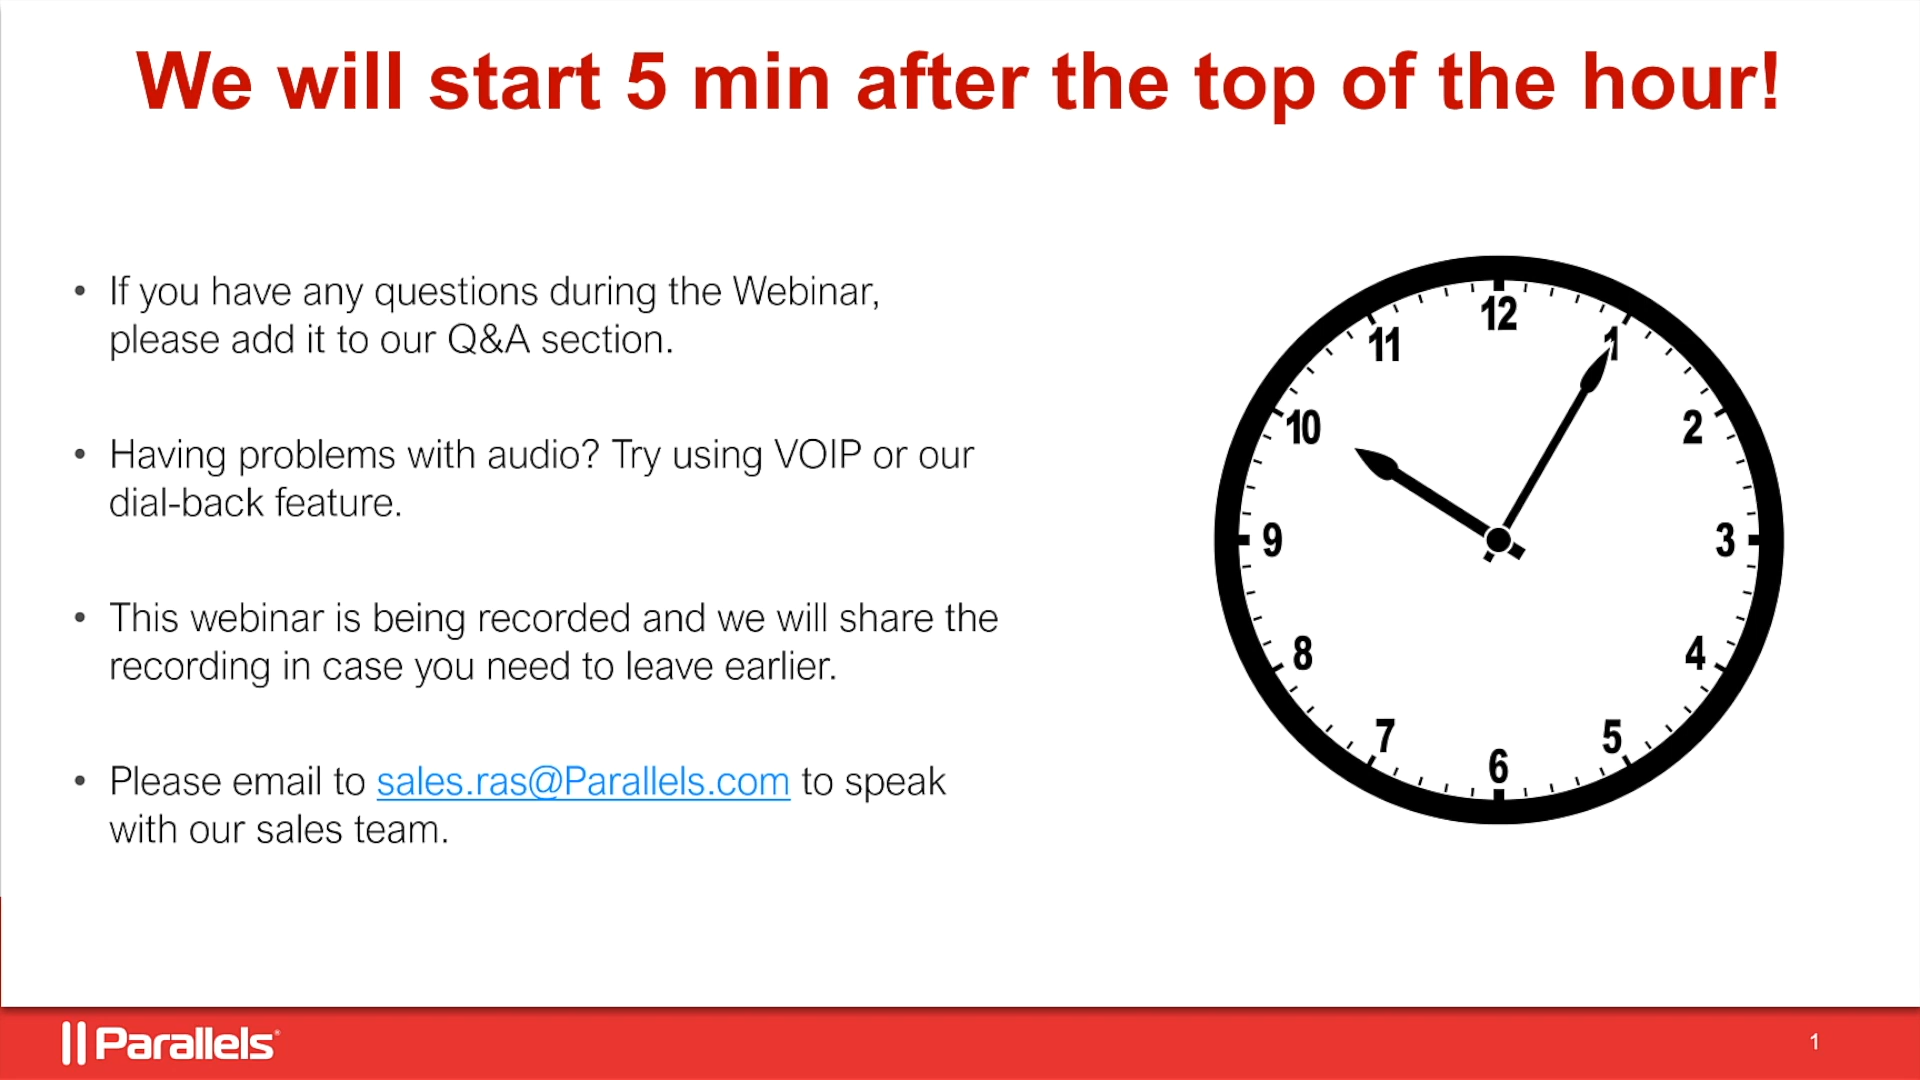 We will start 5 min after the top of the hour!
• If you have any questions during the Webinar,
please add it to our Q&A section.
• Having problems with audio? Try using VOIP or our
dial-back feature.
• This webinar is being recorded and we will share the
recording in case you need to leave earlier.
• Please email to sales.ras@Parallels.com to speak
with our sales team.
12
1
2
3
4
5
6
7
8
9
10
11
Parallels®
1